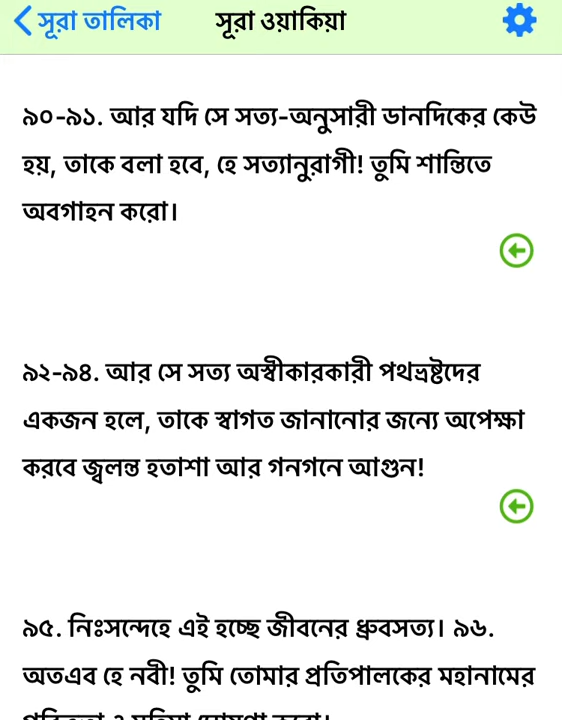 সূরা তালিকা
সূরা ওয়াকিয়া
৯০-৯১. আর যদি সে সত্য-অনুসারী ডানদিকের কেউ
হয়, তাকে বলা হবে, হে সত্যানুরাগী! তুমি শান্তিতে
অবগাহন করো।
৯২-৯৪. আর সে সত্য অস্বীকারকারী পথভ্রষ্টদের
একজন হলে, তাকে স্বাগত জানানোর জন্যে অপেক্ষা
করবে জ্বলন্ত হতাশা আর গনগনে আগুন!
৯৫. নিঃসন্দেহে এই হচ্ছে জীবনের ধ্রুবসত্য। ৯৬.
অতএব হে নবী! তুমি তোমার প্রতিপালকের মহানামের